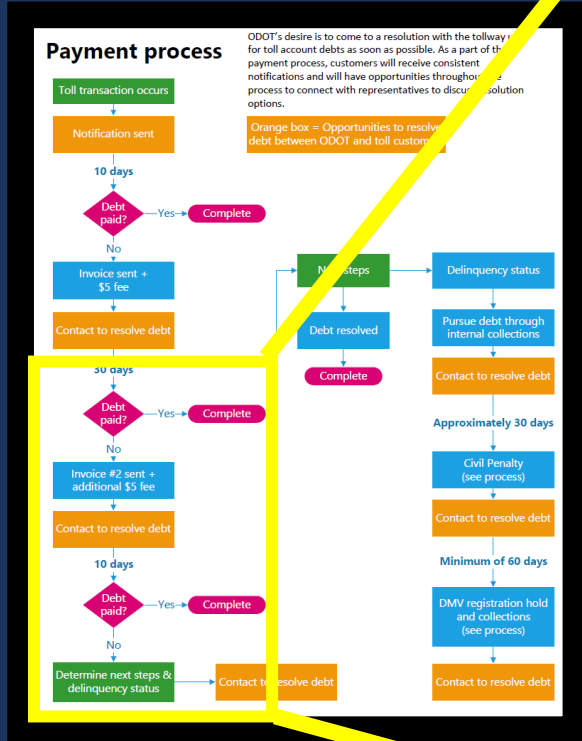 Payment process
ODOT's desire is to come to a resolution with the tollway
for toll account debts as soon as possible. As a part of
payment process, customers will receive consistent
notifications and will have opportunities
process to connect with representatives to
options.
Orange box = Opportunities to resolve
debt between ODOT and toll
Toll transaction occurs
Notification sent
10 days
Debt
paid?
Yes
Complete
No
Invoice sent +
$5 fee
Contact to resolve debt
30 days
Debt
paid?
Yes
Complete
No
Invoice #2 sent +
additional $5 fee
Contact to resolve debt
10 days
Debt
paid?
Yes
Complete
No
Determine next steps &
delinquency status
Contact to resolve debt
steps
Debt resolved
Complete
Delinquency status
Pursue debt through
internal collections
Contact to resolve debt
Approximately 30 days
Civil Penalty
(see process)
Contact to resolve debt
Minimum of 60 days
DMV registration hold
and collections
(see process)
Contact to resolve debt